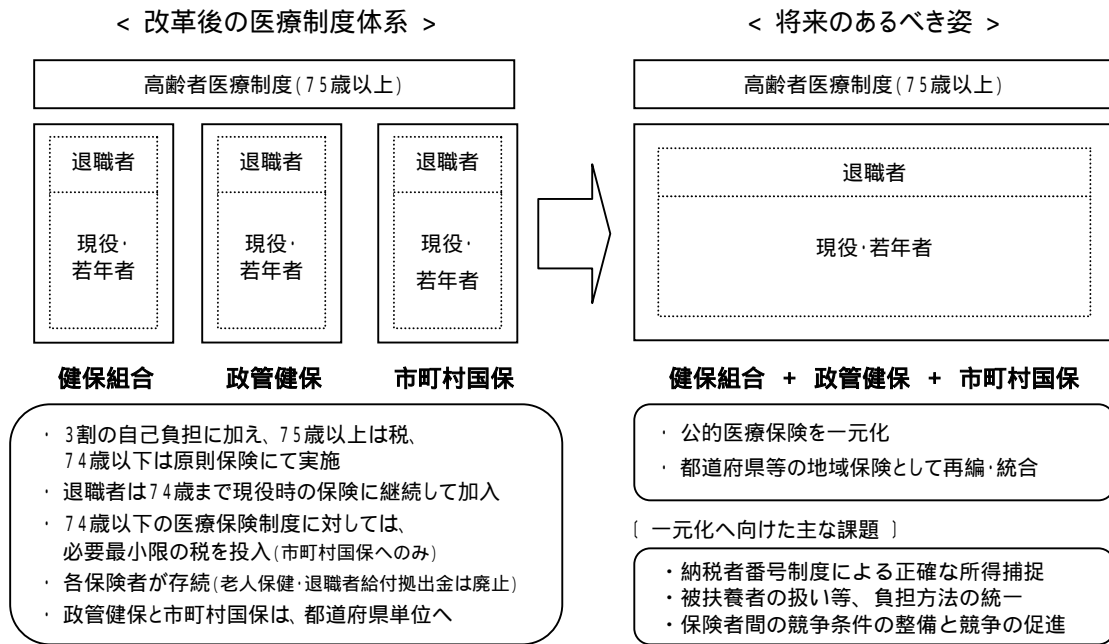 < 改革後の医療制度体系 >
高齢者医療制度(75歳以上)
退職者
現役・
若年者
退職者
現役・
若年者
退職者
現役・
若年者
健保組合
政管健保
市町村国保
・ 3割の自己負担に加え、75歳以上は税、
74歳以下は原則保険にて実施
・ 退職者は74歳まで現役時の保険に継続して加入
・ 74歳以下の医療保険制度に対しては、
必要最小限の税を投入(市町村国保へのみ)
・ 各保険者が存続(老人保健・退職者給付拠出金は廃止)
・ 政管健保と市町村国保は、都道府県単位へ
< 将来のあるべき姿 >
高齢者医療制度(75歳以上)
退職者
現役・若年者
健保組合 + 政管健保 + 市町村国保
・ 公的医療保険を一元化
・ 都道府県等の地域保険として再編・統合
〔 一元化へ向けた主な課題 〕
・納税者番号制度による正確な所得捕捉
・被扶養者の扱い等、負担方法の統一
・保険者間の競争条件の整備と競争の促進